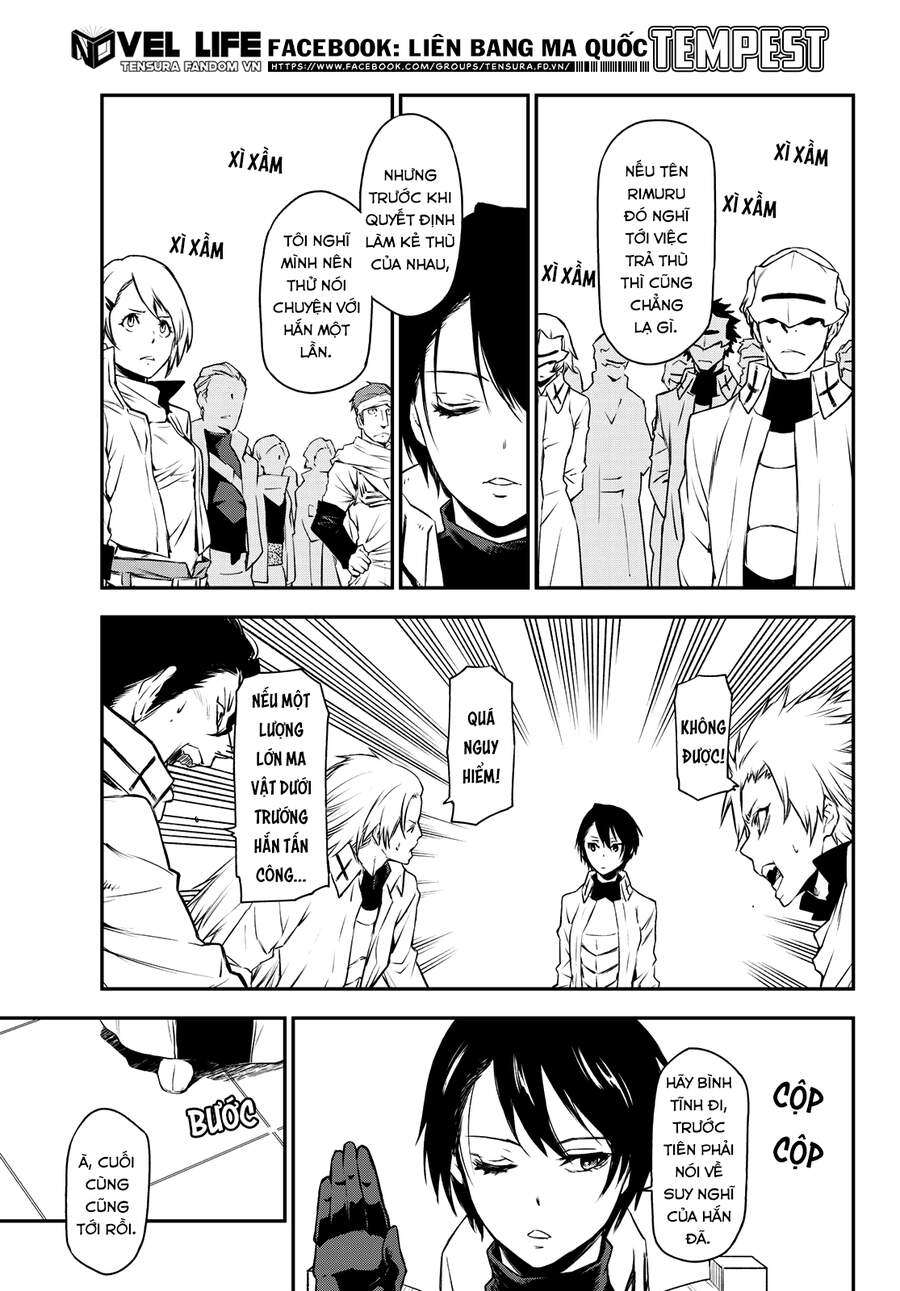 NOVEL LIFE
TENSURA FANDOM VN
FACEBOOK: LIÊN BANG MA QUỐC
HTTPS://WWW.FACEBOOK.COM/GROUPS/TENSURA.FD.VN/
TEMPEST
XÌ XẦM
XÌ XẦM
XÌ XẦM
NẾU TÊN
RIMURU
ĐÓ NGHĨ
TỚI VIỆC
TRẢ THÙ
THÌ CŨNG
CHẲNG
LẠ GÌ.
NHƯNG
TRƯỚC KHI
QUYẾT ĐỊNH
LÀM KẺ THÙ
CỦA NHAU,
TÔI NGHĨ
MÌNH NÊN
THỬ NÓI
CHUYỆN VỚI
HẮN MỘT
LẦN.
XÌ XẦM
XÌ XẦM
KHÔNG
ĐƯỢC!
QUÁ
NGUY
HIỂM!
NẾU MỘT
LƯỢNG
LỚN MA
VẬT DƯỚI
TRƯỚNG
HẮN TẤN
CÔNG...
CỘP
CỘP
HÃY BÌNH
TĨNH ĐI,
TRƯỚC
TIÊN PHẢI
NÓI VỀ
SUY NGHĨ
CỦA HẮN
ĐÃ.
BƯỚC
Ã, CUỐI
CÙNG
CŨNG
TỚI RỒI.